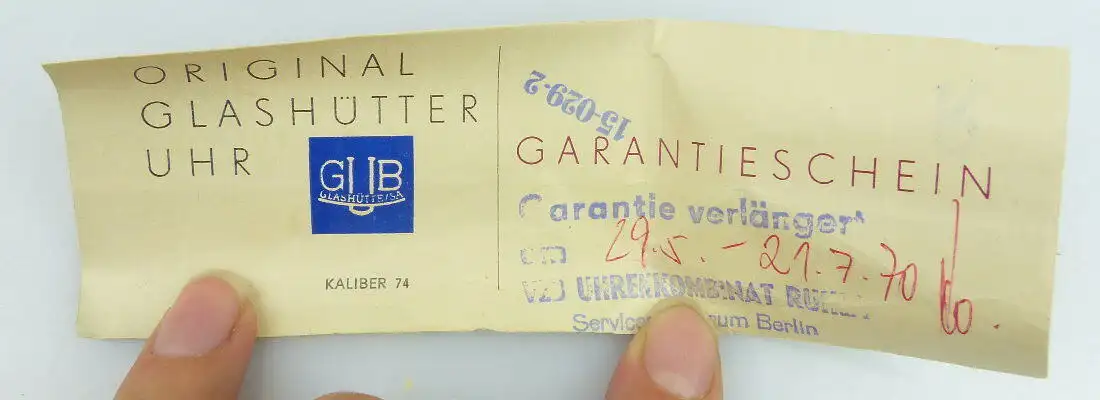 ORIGINAL
GLASHÜTTER
UHR
GUB
GLASHÜTTE/SA
KALIBER 74
15-029-2
GARANTIESCHEIN
Garantie verlängert
um 29.5. - 21.7.70
VEB UHRENKOMBINAT
Berlin